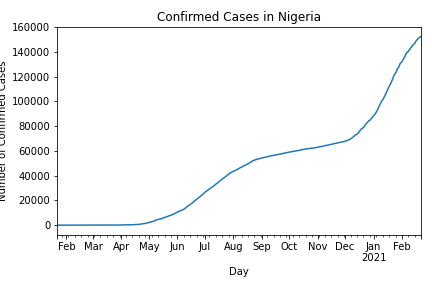 Confirmed Cases in Nigeria
Number of Confirmed Cases
160000
140000
120000
100000
80000
60000
40000
20000
0
Feb Mar Apr May Jun Jul Aug Sep Oct Nov Dec Jan Feb
2021
Day